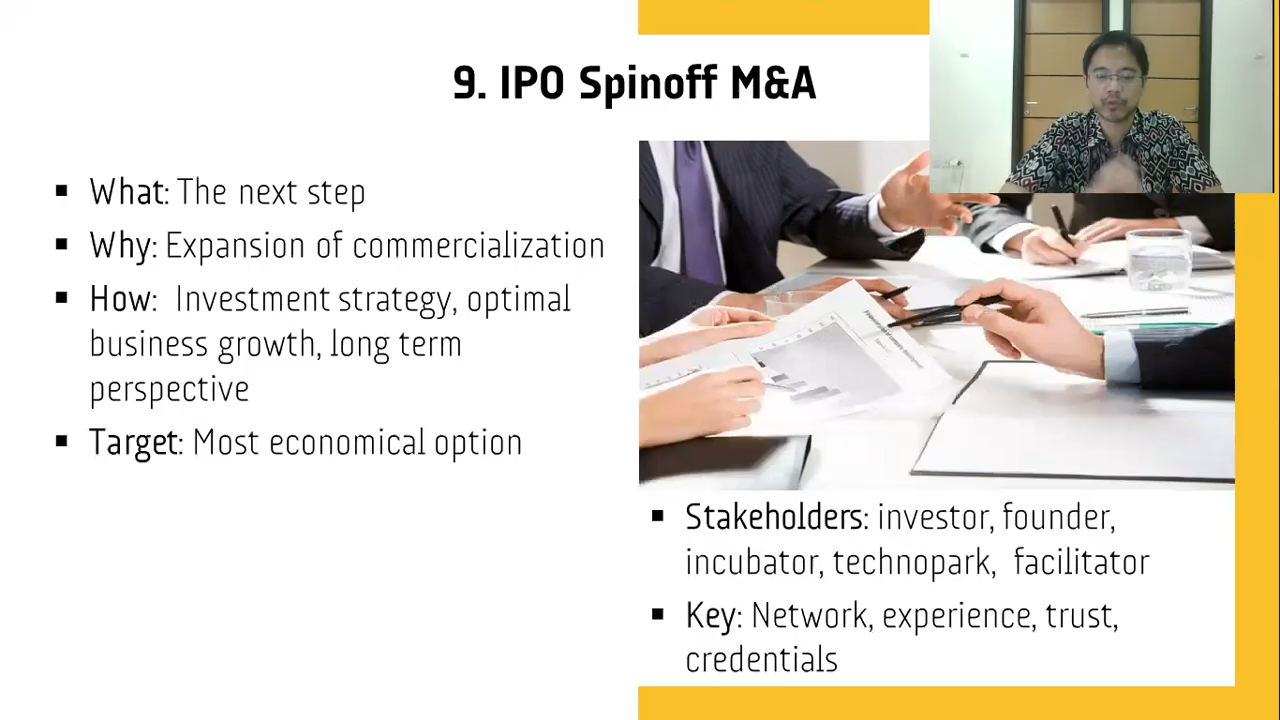 9. IPO Spinoff M&A
▪ What: The next step
▪ Why: Expansion of commercialization
▪ How: Investment strategy, optimal
business growth, long term
perspective
▪ Target: Most economical option
▪ Stakeholders: investor, founder,
incubator, technopark, facilitator
▪ Key: Network, experience, trust,
credentials